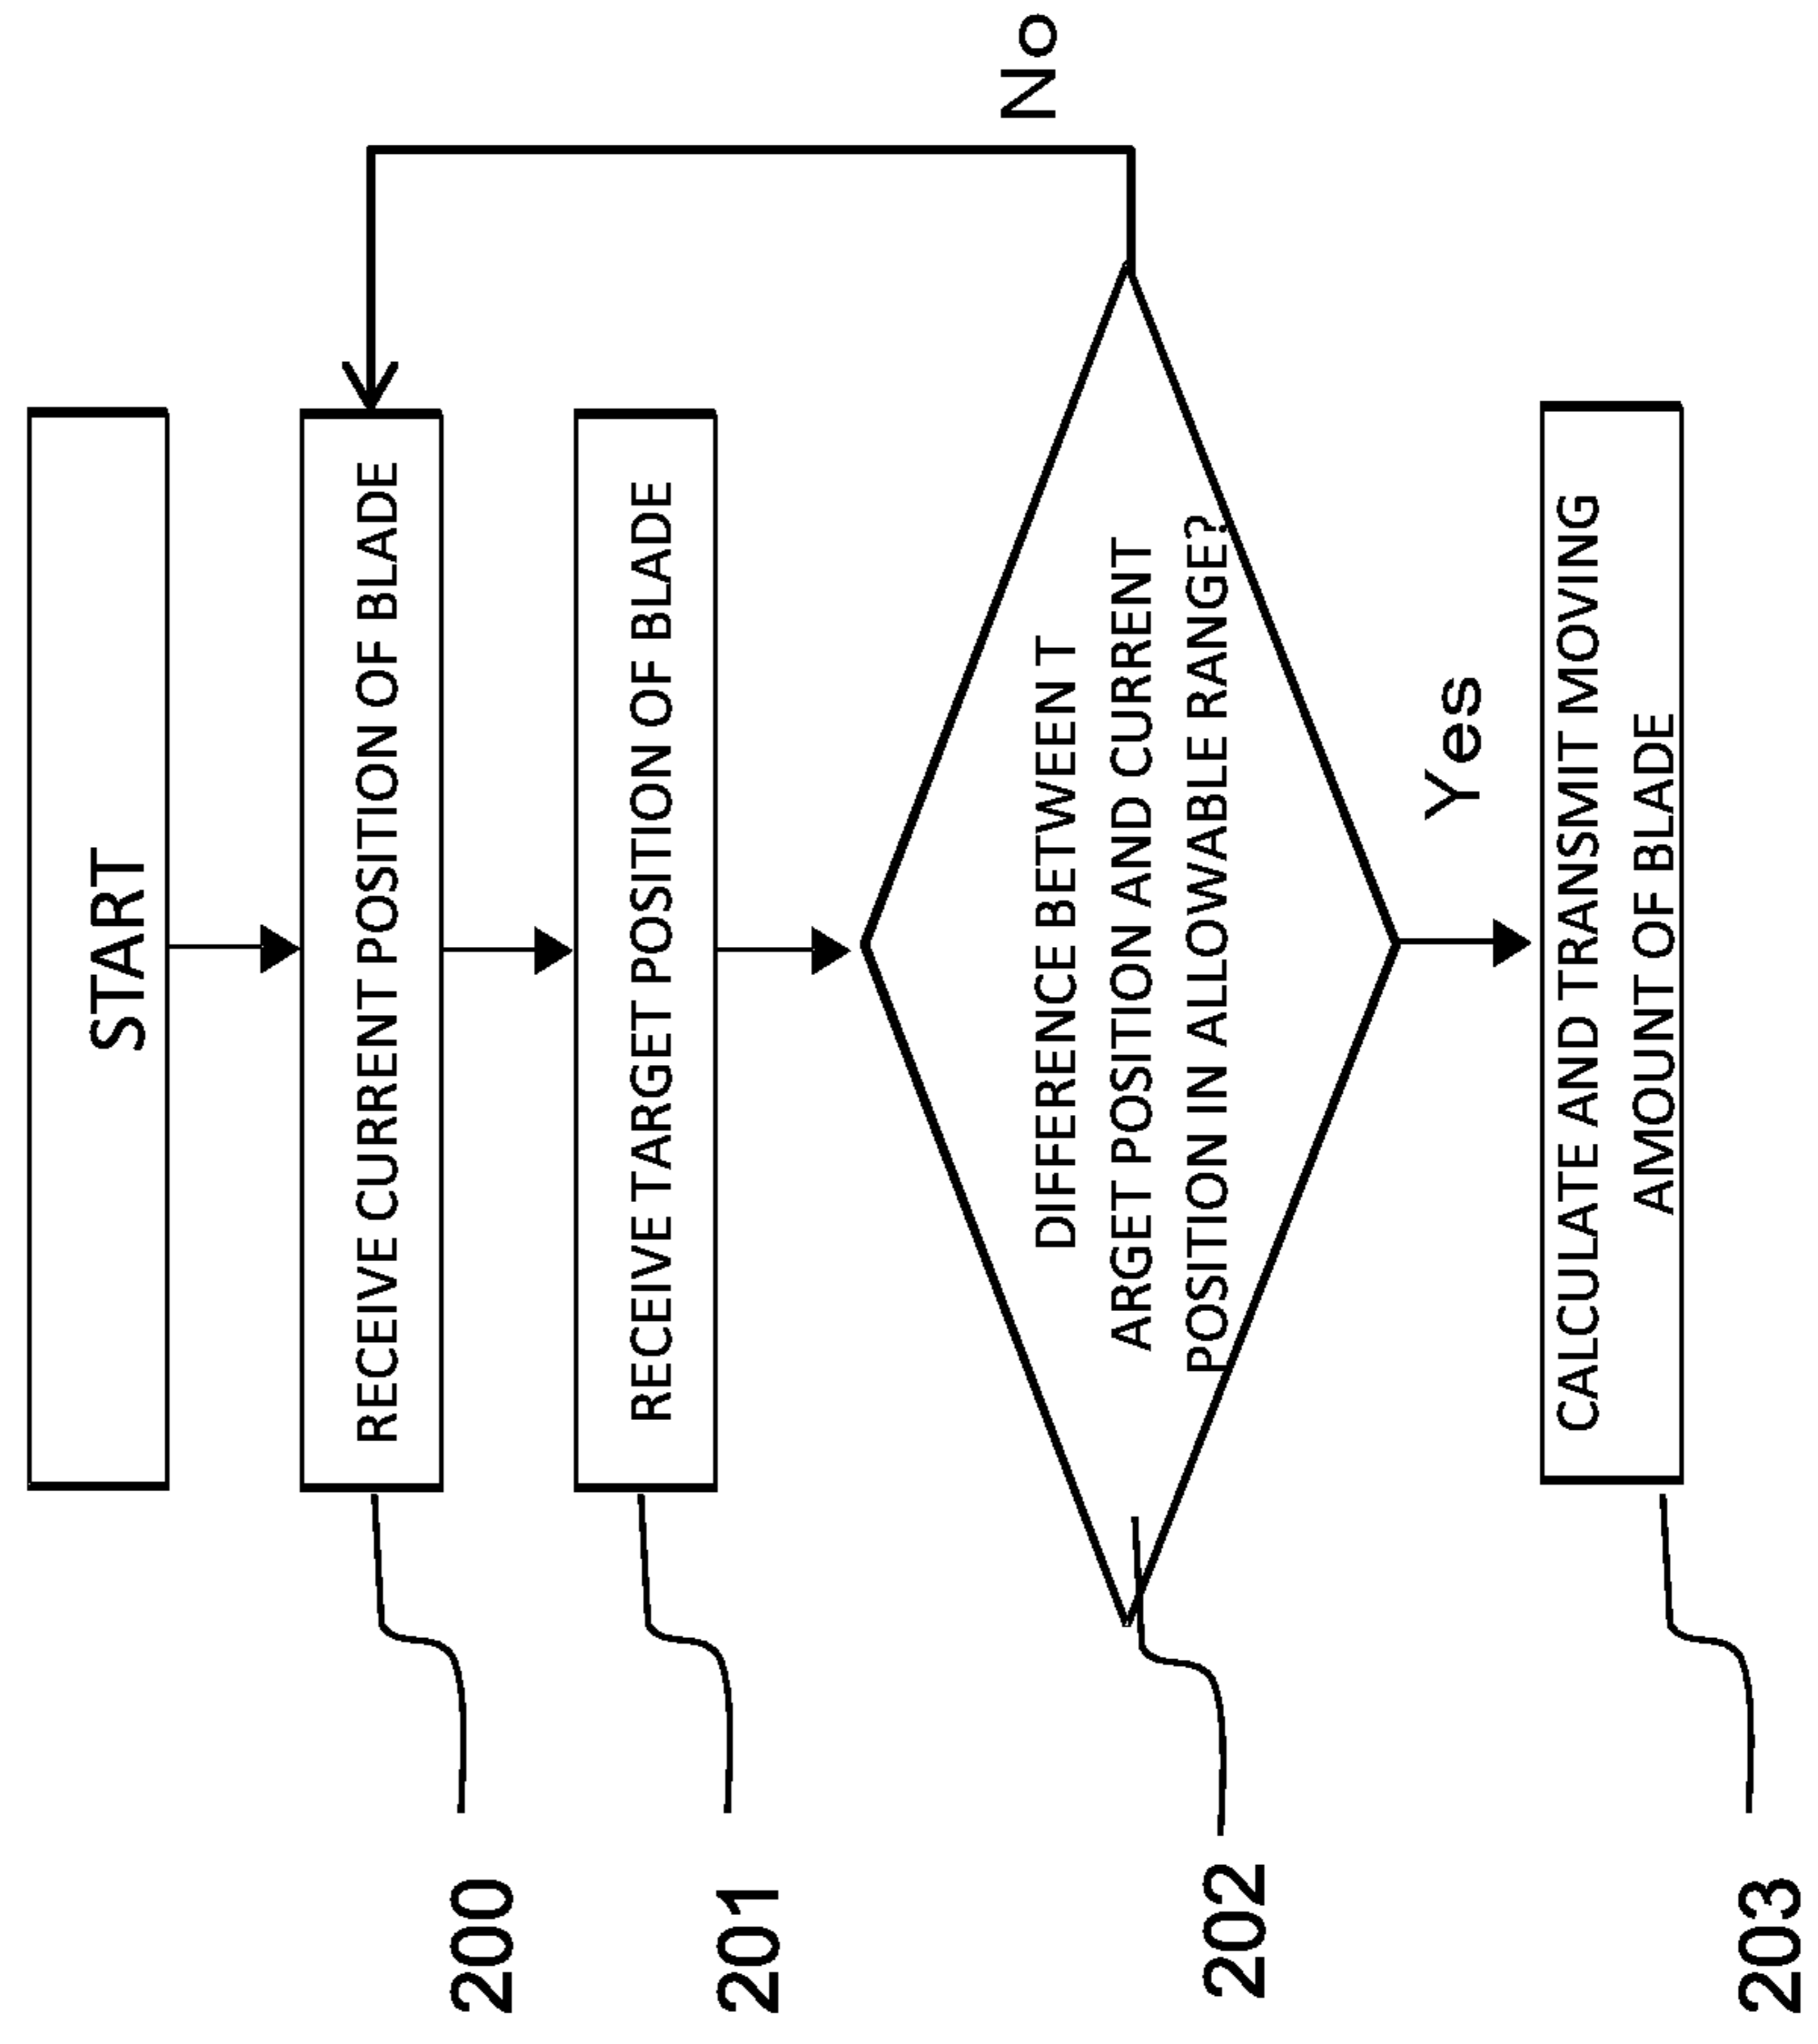 START
200
RECEIVE CURRENT POSITION OF BLADE
201
RECEIVE TARGET POSITION OF BLADE
202
DIFFERENCE BETWEEN T
ARGET POSITION AND CURRENT
POSITION IN ALLOWABLE RANGE?
No
Yes
203
CALCULATE AND TRANSMIT MOVING
AMOUNT OF BLADE